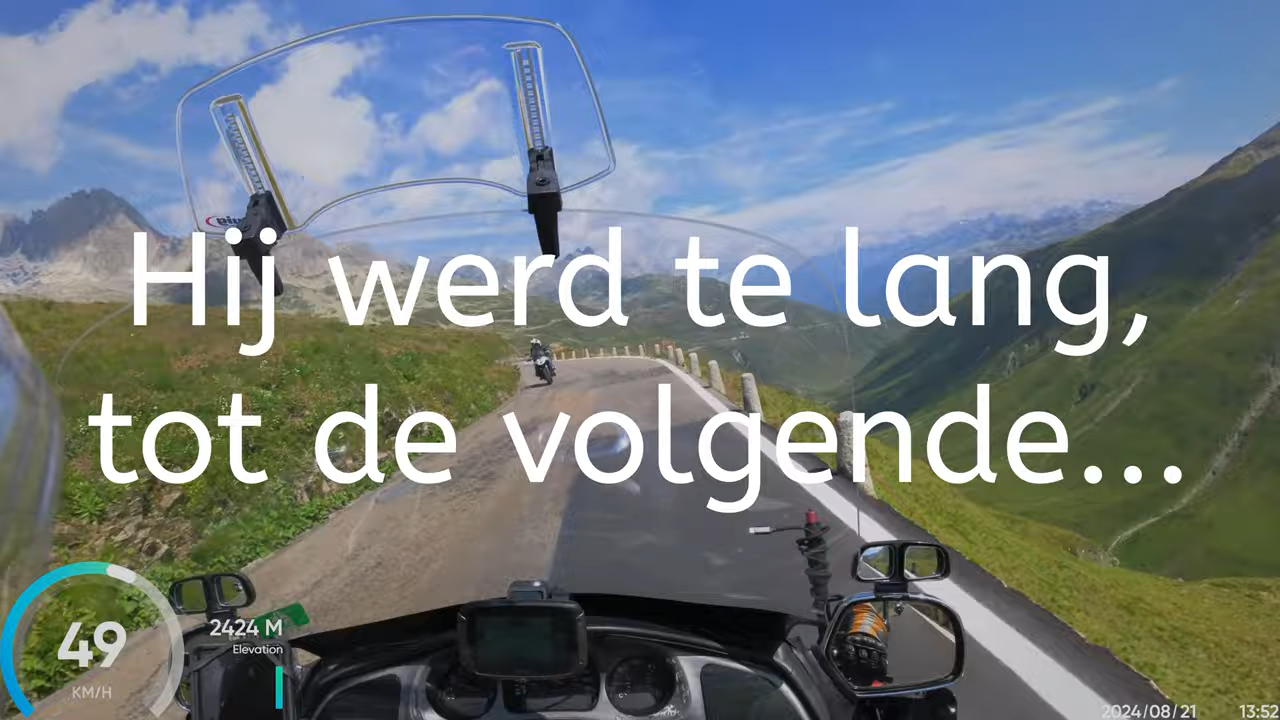 Hij werd te lang,
tot de volgende...
49
KM/H
2424 M
Elevation
2024/08/21 13:52